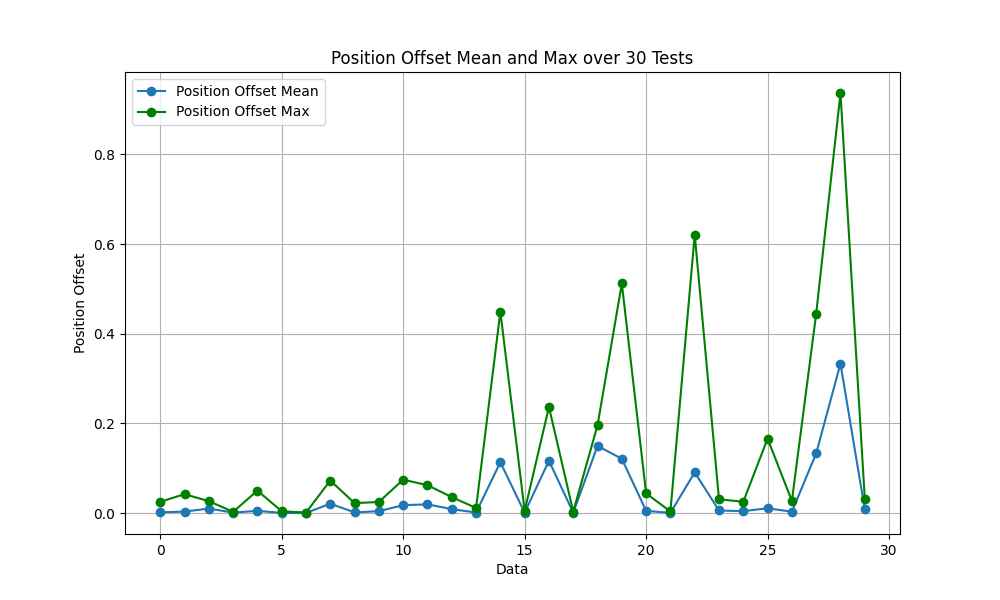 Position Offset Mean and Max over 30 Tests
Position Offset Mean
Position Offset Max
Position Offset
0.8
0.6
0.4
0.2
0.0
0 5 10 15 20 25 30
Data